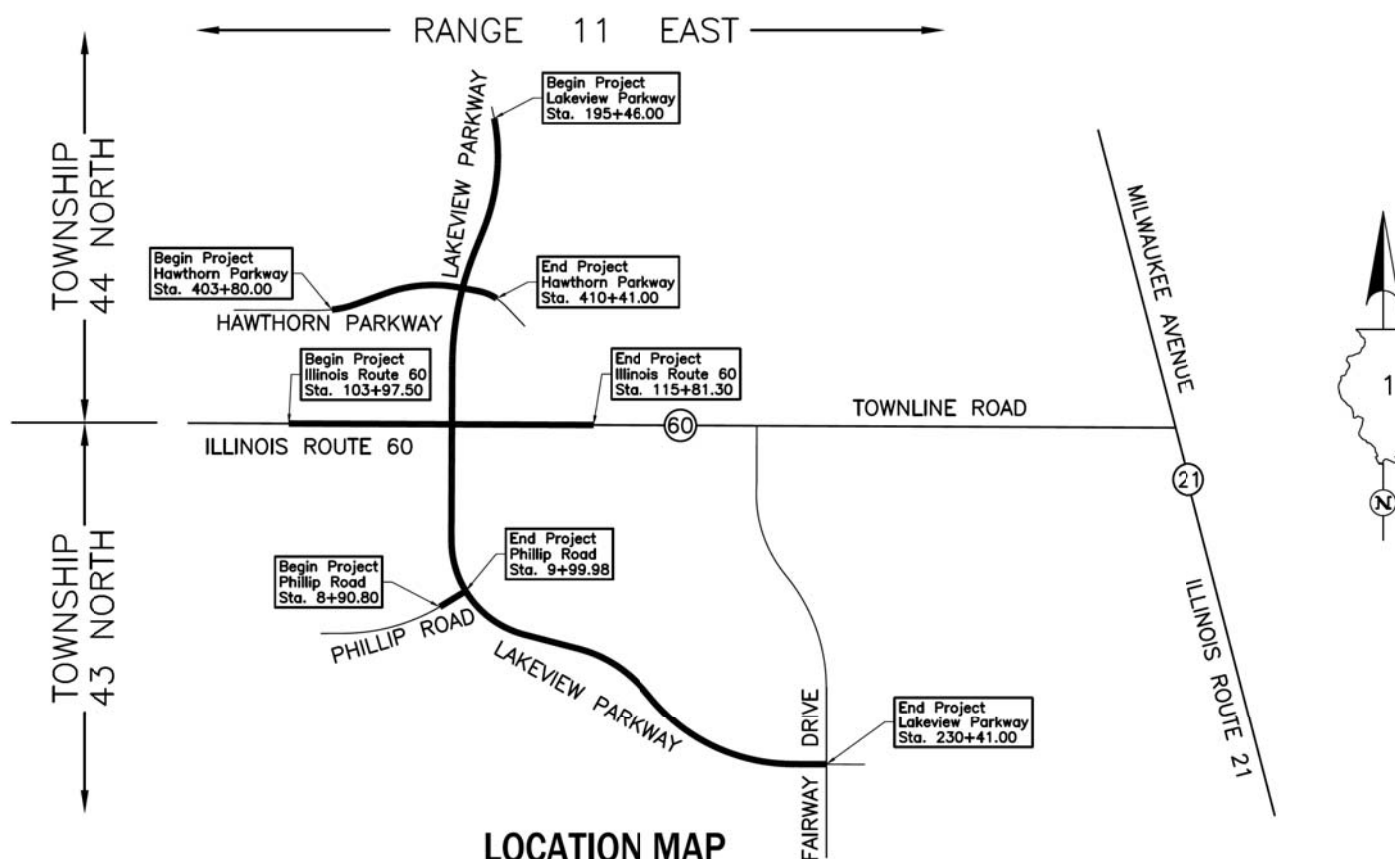 RANGE 11 EAST
TOWNSHIP
44 NORTH
Begin Project
Lakeview Parkway
Sta. 195+46.00
LAKEVIEW PARKWAY
MILWAUKEE AVENUE
Begin Project
Hawthorn Parkway
Sta. 403+80.00
End Project
Hawthorn Parkway
Sta. 410+41.00
HAWTHORN PARKWAY
Begin Project
Illinois Route 60
Sta. 103+97.50
End Project
Illinois Route 60
Sta. 115+81.30
1
TOWNLINE ROAD
60
ILLINOIS ROUTE 60
21
N
TOWNSHIP
43 NORTH
End Project
Phillip Road
Sta. 9+99.98
Begin Project
Phillip Road
Sta. 8+90.80
PHILLIP ROAD
LAKEVIEW PARKWAY
ILLINOIS ROUTE 21
End Project
Lakeview Parkway
Sta. 230+41.00
FAIRWAY DRIVE
LOCATION MAP